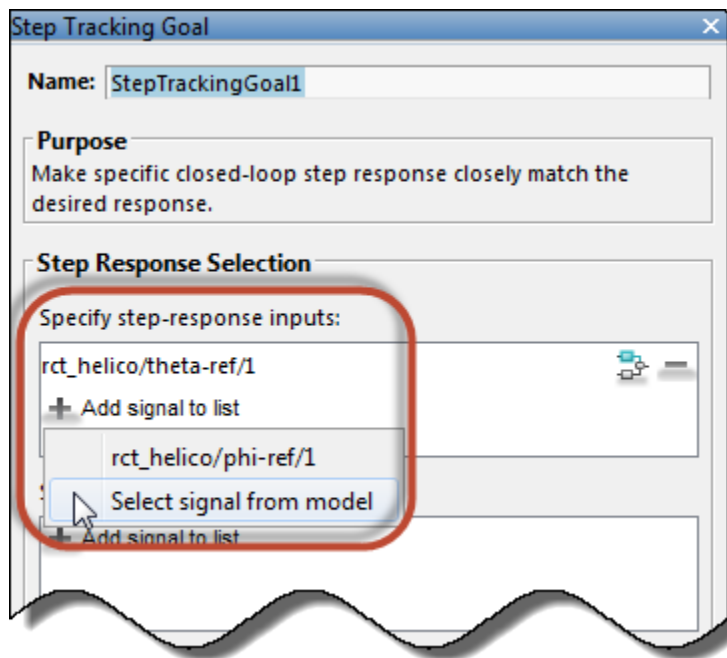 Step Tracking Goal
Name: StepTrackingGoal1
Purpose
Make specific closed-loop step response closely match the
desired response.
Step Response Selection
Specify step-response inputs:
rct_helico/theta-ref/1
Add signal to list
rct_helico/phi-ref/1
Select signal from model
Add signal to list